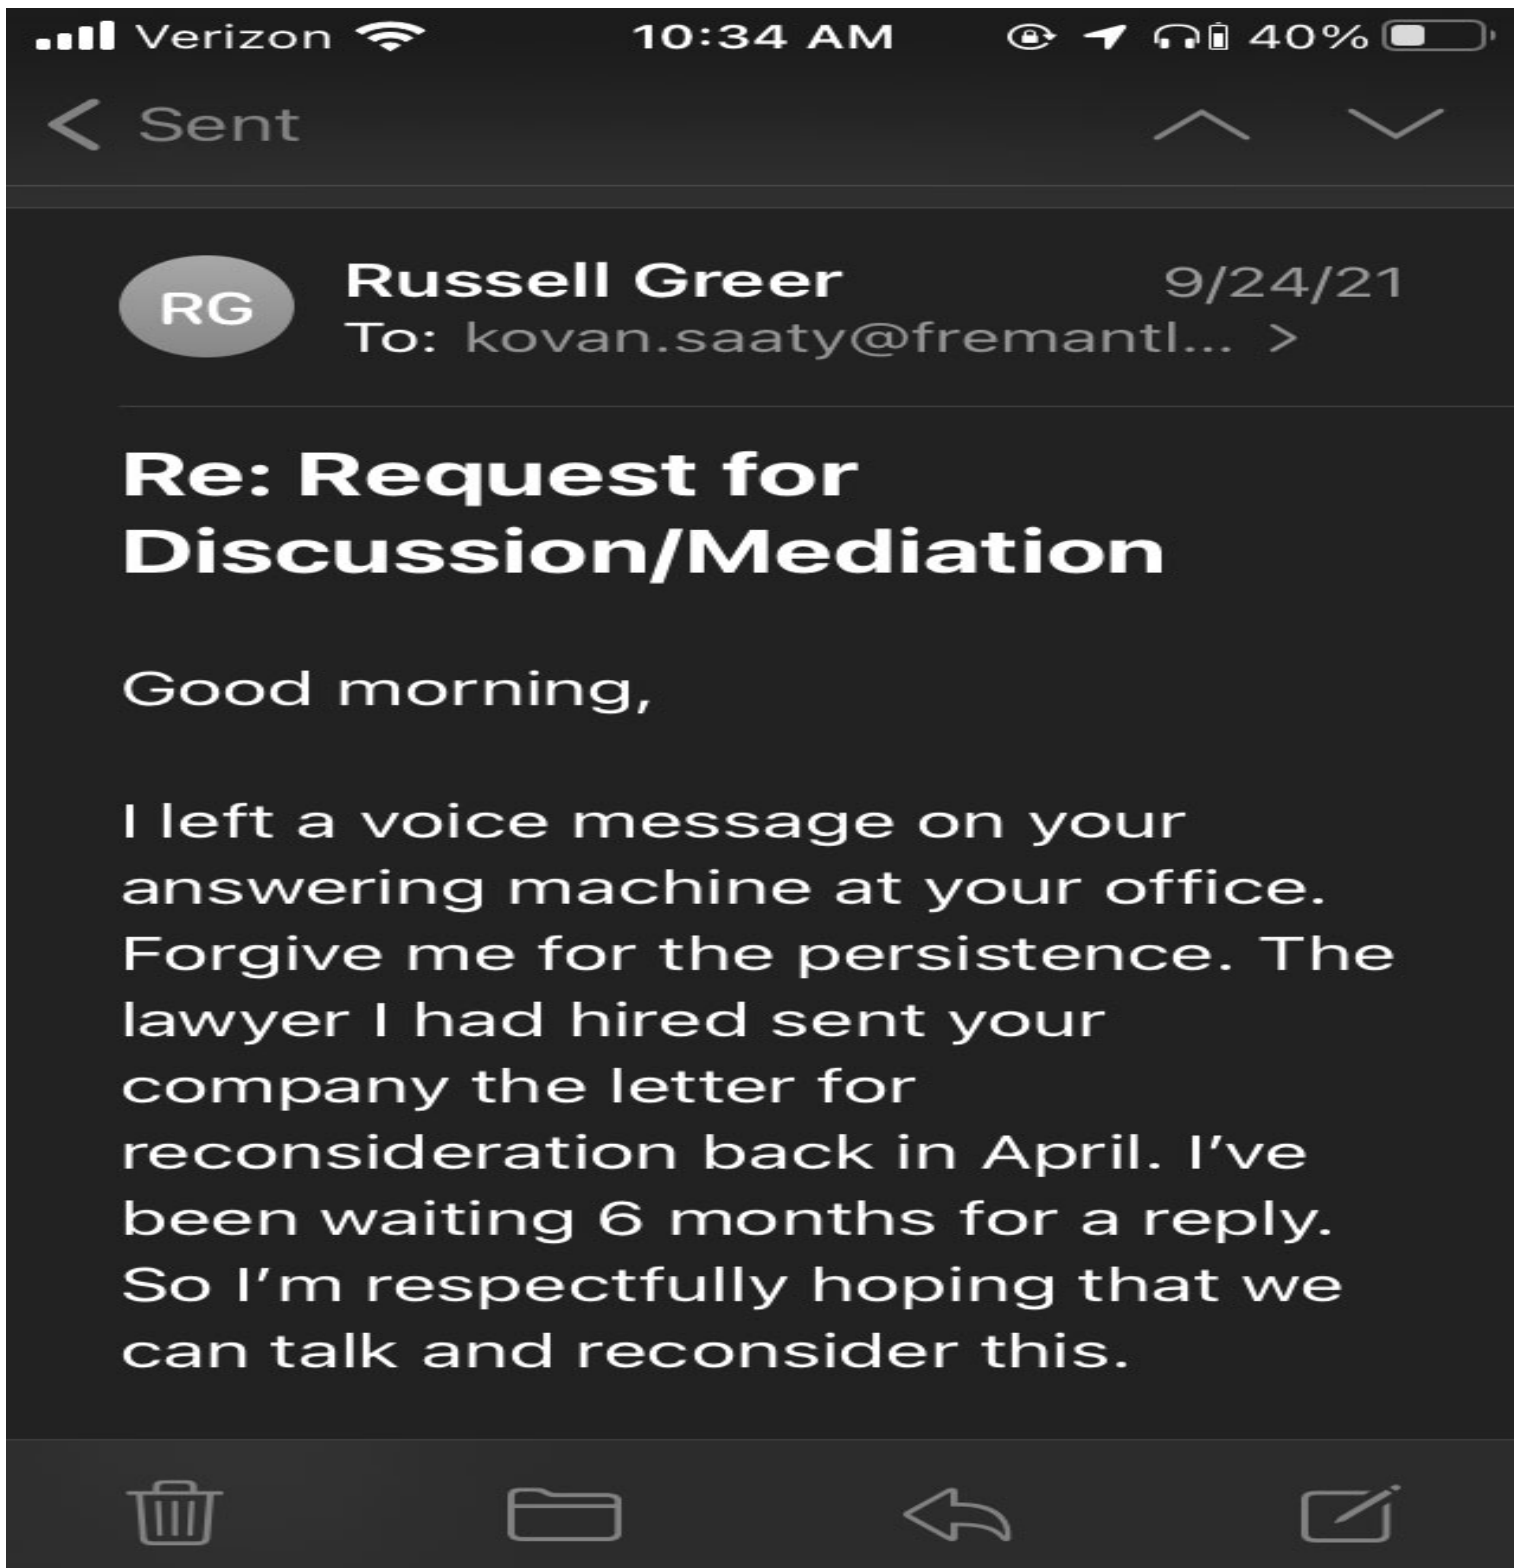 Verizon 10:34 AM 40%
Sent
RG Russell Greer 9/24/21
To: kovan.saaty@fremantl... >
Re: Request for
Discussion/Mediation
Good morning,
I left a voice message on your
answering machine at your office.
Forgive me for the persistence. The
lawyer I had hired sent your
company the letter for
reconsideration back in April. I’ve
been waiting 6 months for a reply.
So I’m respectfully hoping that we
can talk and reconsider this.